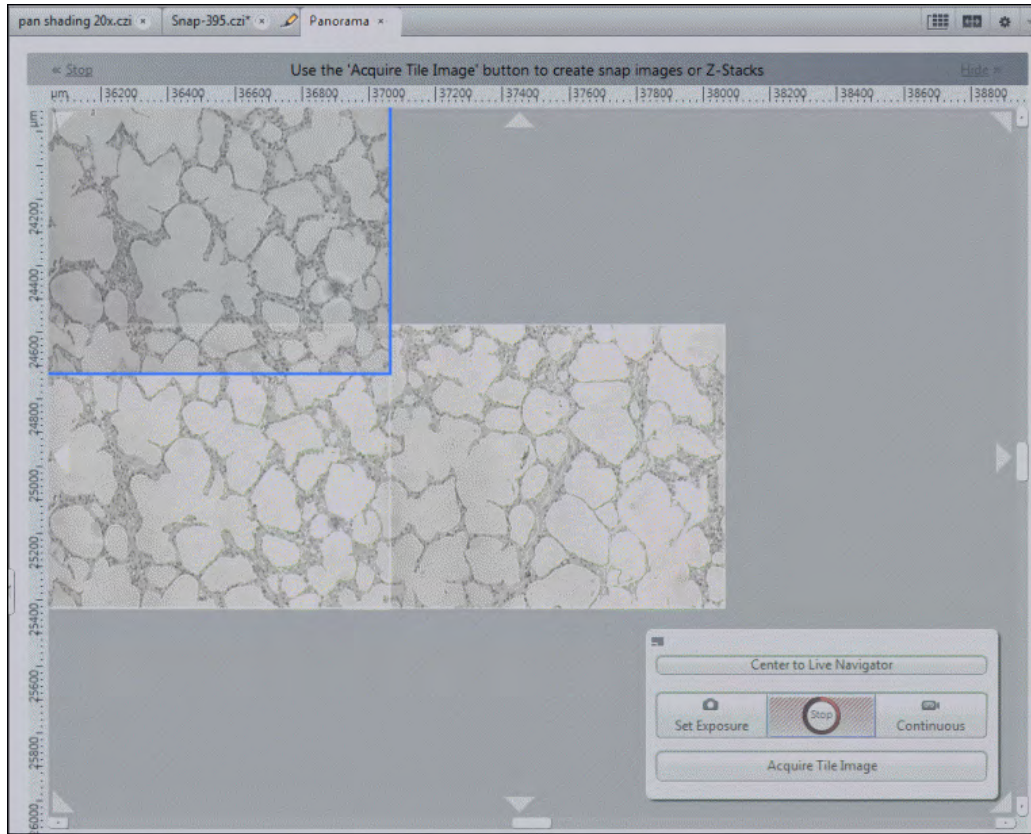 pan shading 20x.czi × Snap-395.czi* × Panorama ×
« Stop Use the 'Acquire Tile Image' button to create snap images or Z-Stacks Hide
µm 36200 36400 36600 36800 37000 37200 37400 37600 37800 38000 38200 38400 38600 38800
µm
24200
24400
24600
24800
25000
25200
25400
25600
25800
26000
Center to Live Navigator
Set Exposure Stop Continuous
Acquire Tile Image